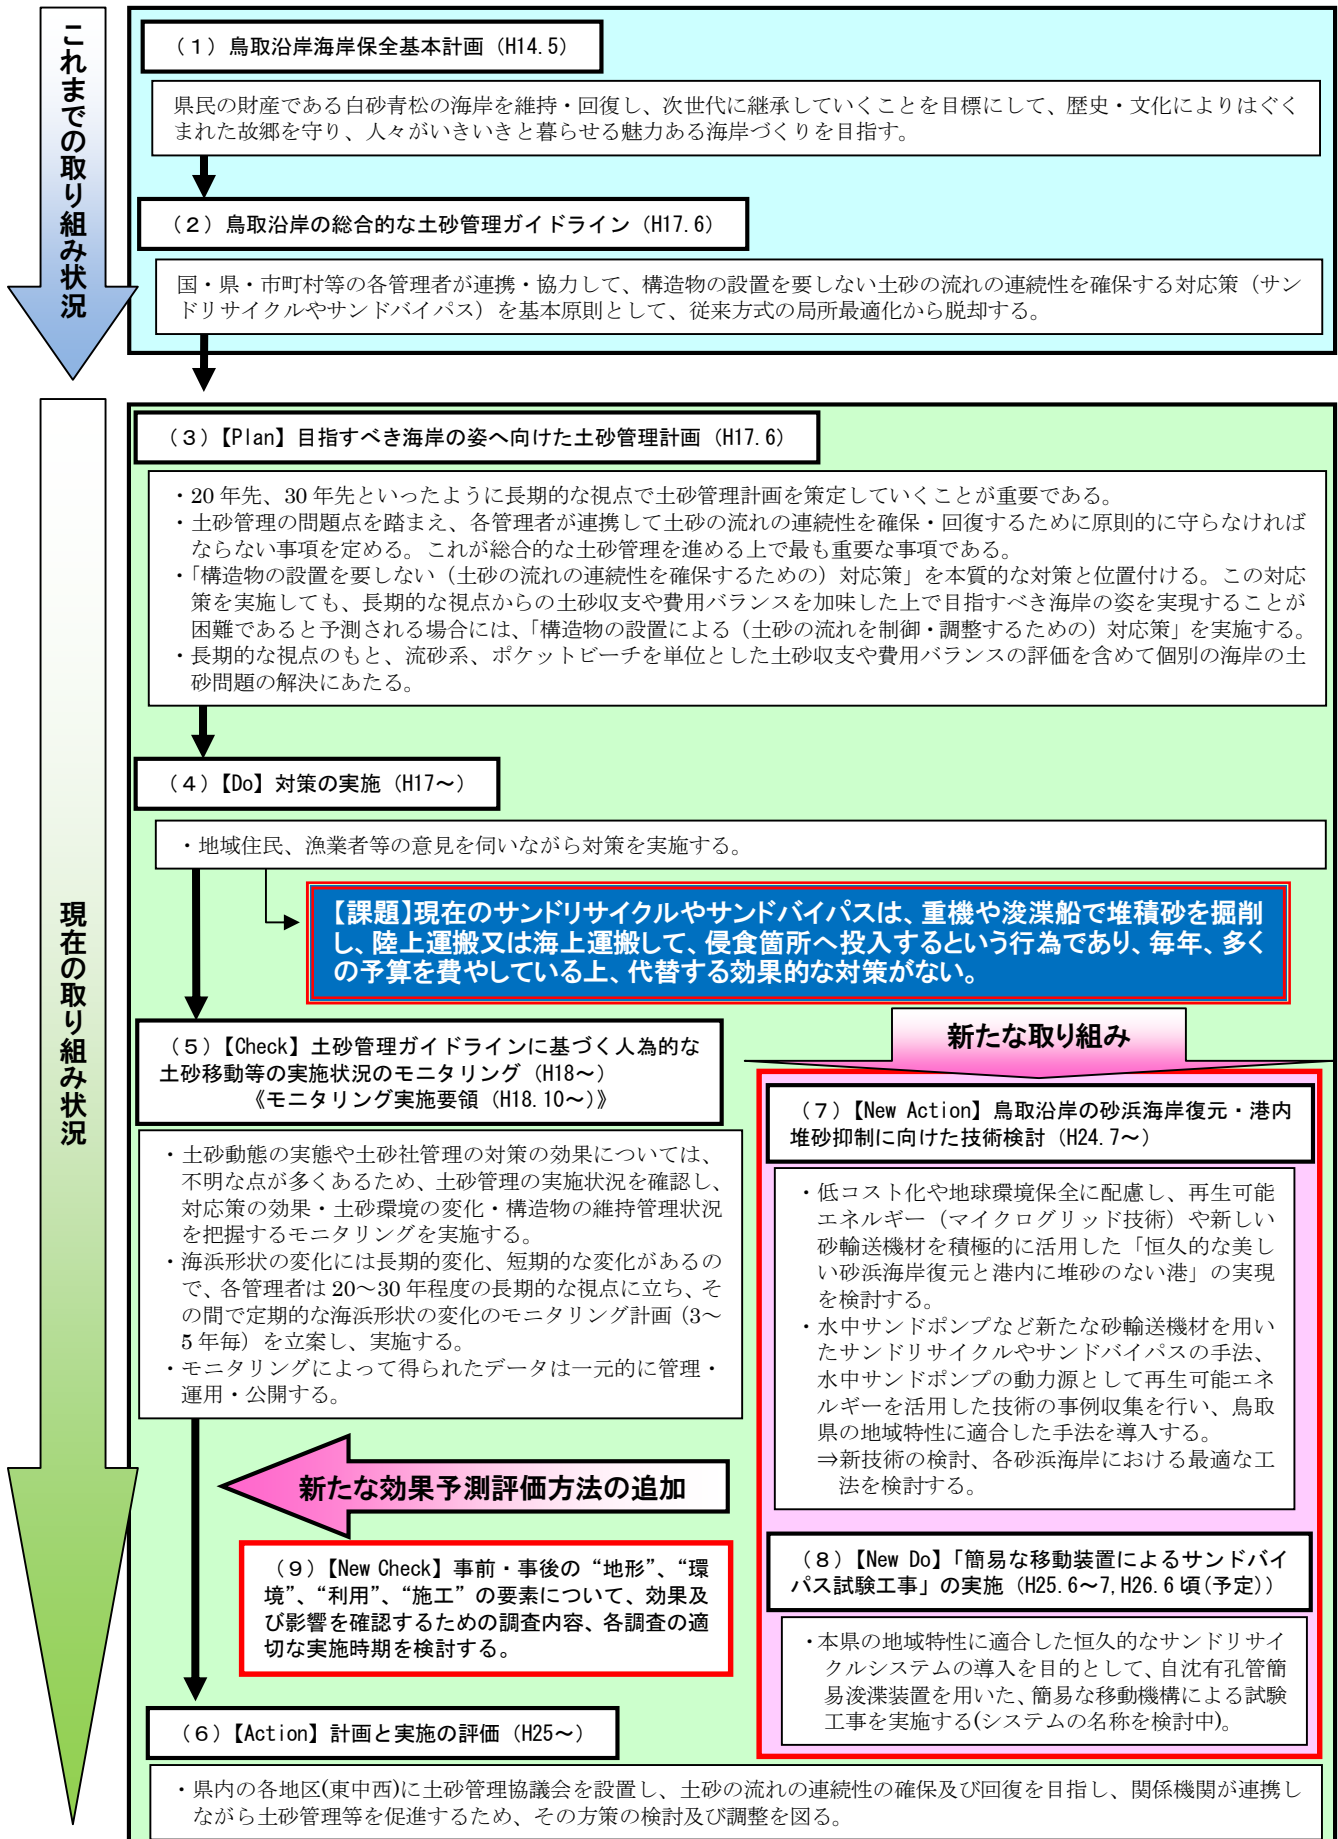 これまでの取り組み状況
（1）鳥取沿岸海岸保全基本計画（H14.5）
県民の財産である白砂青松の海岸を維持・回復し、次世代に継承していくことを目標にして、歴史・文化によりはぐく
まれた故郷を守り、人々がいきいきと暮らせる魅力ある海岸づくりを目指す。
（2）鳥取沿岸の総合的な土砂管理ガイドライン（H17.6）
国・県・市町村等の各管理者が連携・協力して、構造物の設置を要しない土砂の流れの連続性を確保する対応策（サン
ドリサイクルやサンドバイパス）を基本原則として、従来方式の局所最適化から脱却する。
現在の取り組み状況
（3）【Plan】目指すべき海岸の姿へ向けた土砂管理計画（H17.6）
・20年先、30年先といったように長期的な視点で土砂管理計画を策定していくことが重要である。
・土砂管理の問題点を踏まえ、各管理者が連携して土砂の流れの連続性を確保・回復するために原則的に守らなければ
ならない事項を定める。これが総合的な土砂管理を進める上で最も重要な事項である。
・「構造物の設置を要しない（土砂の流れの連続性を確保するための）対応策」を本質的な対策と位置付ける。この対応
策を実施しても、長期的な視点からの土砂収支や費用バランスを加味した上で目指すべき海岸の姿を実現することが
困難であると予測される場合には、「構造物の設置による（土砂の流れを制御・調整するための）対応策」を実施する。
・長期的な視点のもと、流砂系、ポケットビーチを単位とした土砂収支や費用バランスの評価を含めて個別の海岸の土
砂問題の解決にあたる。
（4）【Do】対策の実施（H17～）
・地域住民、漁業者等の意見を伺いながら対策を実施する。
【課題】現在のサンドリサイクルやサンドバイパスは、重機や浚渫船で堆積砂を掘削
し、陸上運搬又は海上運搬して、侵食箇所へ投入するという行為であり、毎年、多く
の予算を費やしている上、代替する効果的な対策がない。
（5）【Check】土砂管理ガイドラインに基づく人為的な
土砂移動等の実施状況のモニタリング（H18～）
《モニタリング実施要領（H18.10～）》
・土砂動態の実態や土砂社管理の対策の効果については、
不明な点が多くあるため、土砂管理の実施状況を確認し、
対応策の効果・土砂環境の変化・構造物の維持管理状況
を把握するモニタリングを実施する。
・海浜形状の変化には長期的変化、短期的な変化があるの
で、各管理者は20～30年程度の長期的な視点に立ち、そ
の間で定期的な海浜形状の変化のモニタリング計画（3～
5年毎）を立案し、実施する。
・モニタリングによって得られたデータは一元的に管理・
運用・公開する。
新たな取り組み
（7）【New Action】鳥取沿岸の砂浜海岸復元・港内
堆砂抑制に向けた技術検討（H24.7～）
・低コスト化や地球環境保全に配慮し、再生可能
エネルギー（マイクログリッド技術）や新しい
砂輸送機材を積極的に活用した「恒久的な美し
い砂浜海岸復元と港内に堆砂のない港」の実現
を検討する。
・水中サンドポンプなど新たな砂輸送機材を用い
たサンドリサイクルやサンドバイパスの手法、
水中サンドポンプの動力源として再生可能エネ
ルギーを活用した技術の事例収集を行い、鳥取
県の地域特性に適合した手法を導入する。
⇒新技術の検討、各砂浜海岸における最適な工
法を検討する。
新たな効果予測評価方法の追加
（9）【New Check】事前・事後の“地形”、“環
境”、“利用”、“施工”の要素について、効果及
び影響を確認するための調査内容、各調査の適
切な実施時期を検討する。
（8）【New Do】「簡易な移動装置によるサンドバイ
パス試験工事」の実施（H25.6～7,H26.6頃(予定)）
・本県の地域特性に適合した恒久的なサンドリサイ
クルシステムの導入を目的として、自沈有孔管簡
易浚渫装置を用いた、簡易な移動機構による試験
工事を実施する(システムの名称を検討中)。
（6）【Action】計画と実施の評価（H25～）
・県内の各地区(東中西)に土砂管理協議会を設置し、土砂の流れの連続性の確保及び回復を目指し、関係機関が連携し
ながら土砂管理等を促進するため、その方策の検討及び調整を図る。